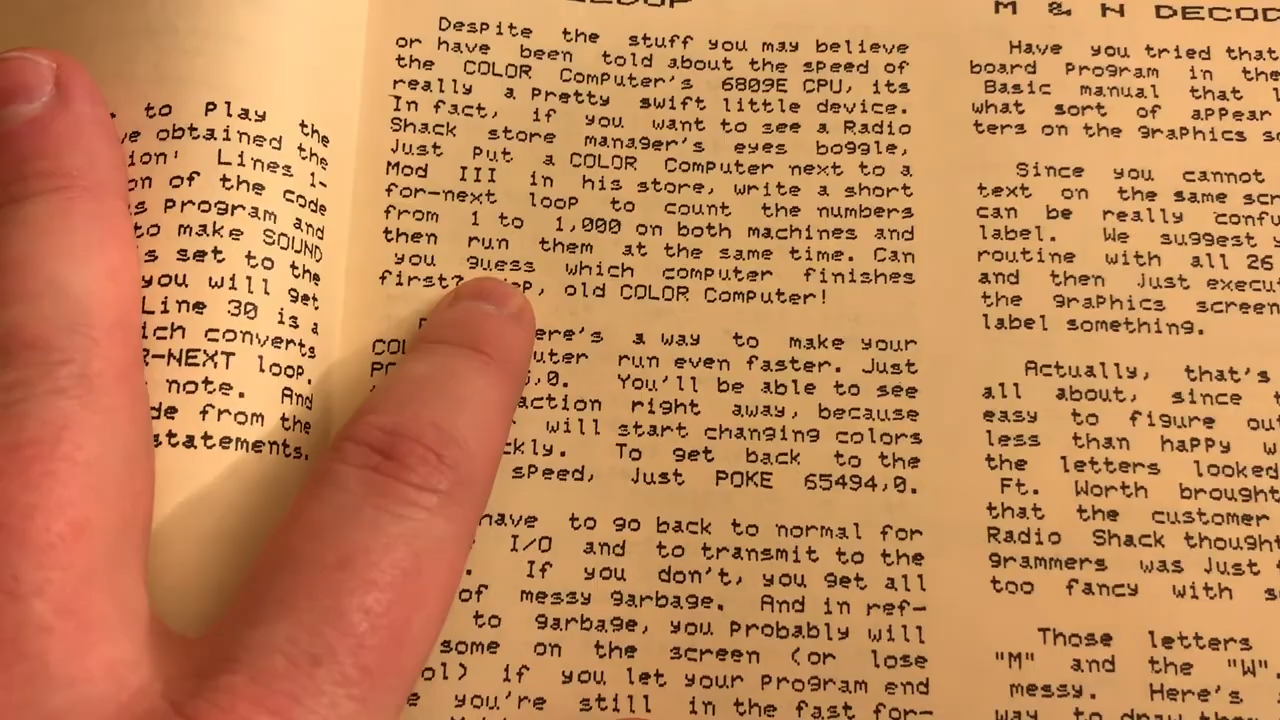 to Play the
obtained the
Lines 1-
of the code
Program and
to make SOUND
set to the
you will get
Line 30 is a
converts
NEXT loop.
note. And
from the
statements.
Despite the stuff you may believe
or have been told about the speed of
the COLOR Computer's 6809E CPU, its
really a pretty swift little device.
In fact, if you want to see a Radio
Shack store manager's eyes boggle,
Just put a COLOR Computer next to a
Mod III in his store, write a short
for-next loop to count the numbers
from 1 to 1,000 on both machines and
then run them at the same time. Can
you guess which computer finishes
first? old COLOR Computer!
a way to make your
run even faster. Just
You'll be able to see
action right away, because
will start changing colors
To get back to the
speed, Just POKE 65494,0.
have to go back to normal for
I/O and to transmit to the
If you don't, you get all
of messy garbage. And in ref-
to garbage, you probably will
some on the screen (or lose
if you let your program end
you're still in the fast for-
M & N
Have you tried that
board Program in the
Basic manual that
what sort of appear
ters on the graphics
Since you cannot
text on the same
can be really
label. We suggest
routine with all 26
and then Just
the graphics screen
label something.
Actually, that's
all about, since
easy to figure
less than happy
the letters looked
Ft. Worth brought
that the customer
Radio Shack thought
grammers was Just
too fancy with
Those letters
"M" and the "W".
messy. Here's
way to draw